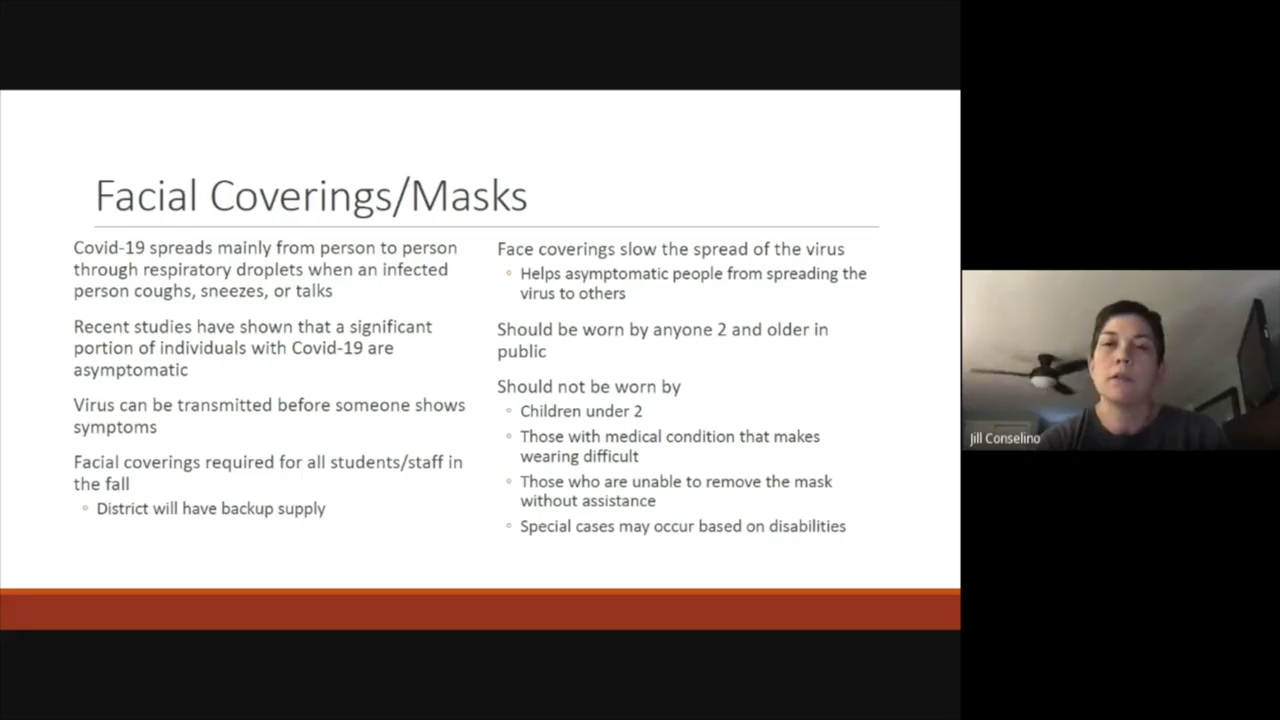 Facial Coverings/Masks
Covid-19 spreads mainly from person to person
through respiratory droplets when an infected
person coughs, sneezes, or talks
Recent studies have shown that a significant
portion of individuals with Covid-19 are
asymptomatic
Virus can be transmitted before someone shows
symptoms
Facial coverings required for all students/staff in
the fall
District will have backup supply
Face coverings slow the spread of the virus
Helps asymptomatic people from spreading the
virus to others
Should be worn by anyone 2 and older in
public
Should not be worn by
Children under 2
Those with medical condition that makes
wearing difficult
Those who are unable to remove the mask
without assistance
Special cases may occur based on disabilities
Jill Conselino